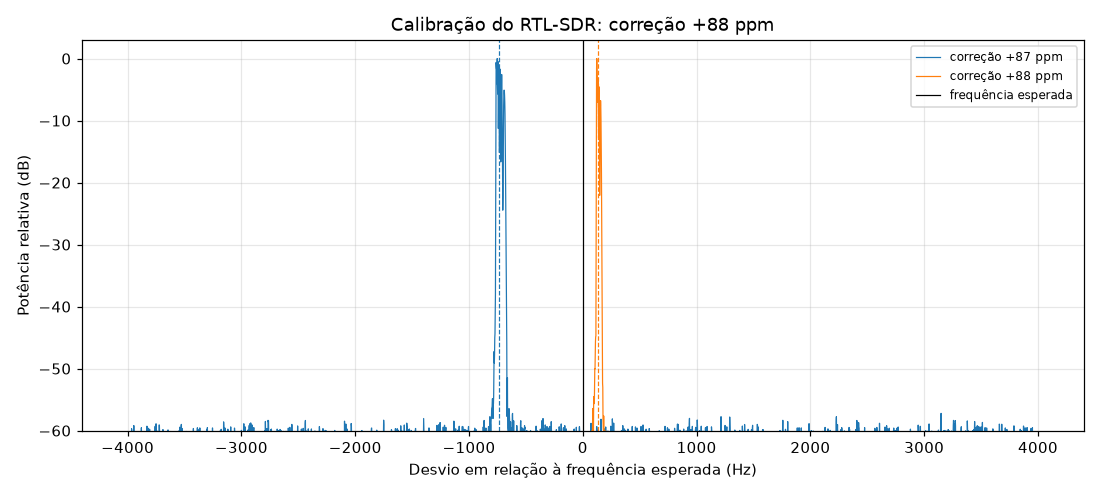 Calibração do RTL-SDR: correção +88 ppm
correção +87 ppm
correção +88 ppm
frequência esperada
Potência relativa (dB)
0
−10
−20
−30
−40
−50
−60
−4000
−3000
−2000
−1000
0
1000
2000
3000
4000
Desvio em relação à frequência esperada (Hz)